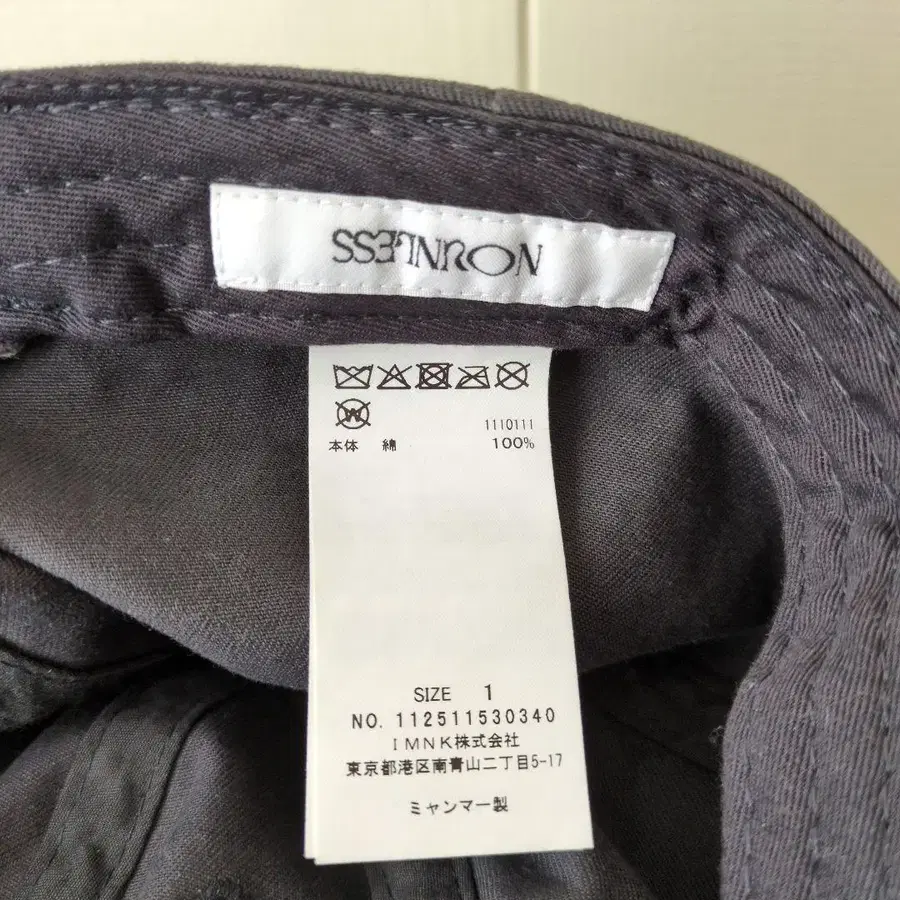 NOUNLESS
1110111
本体 綿 100%
SIZE 1
NO. 112511530340
IMNK株式会社
東京都港区南青山二丁目5-17
ミャンマー製